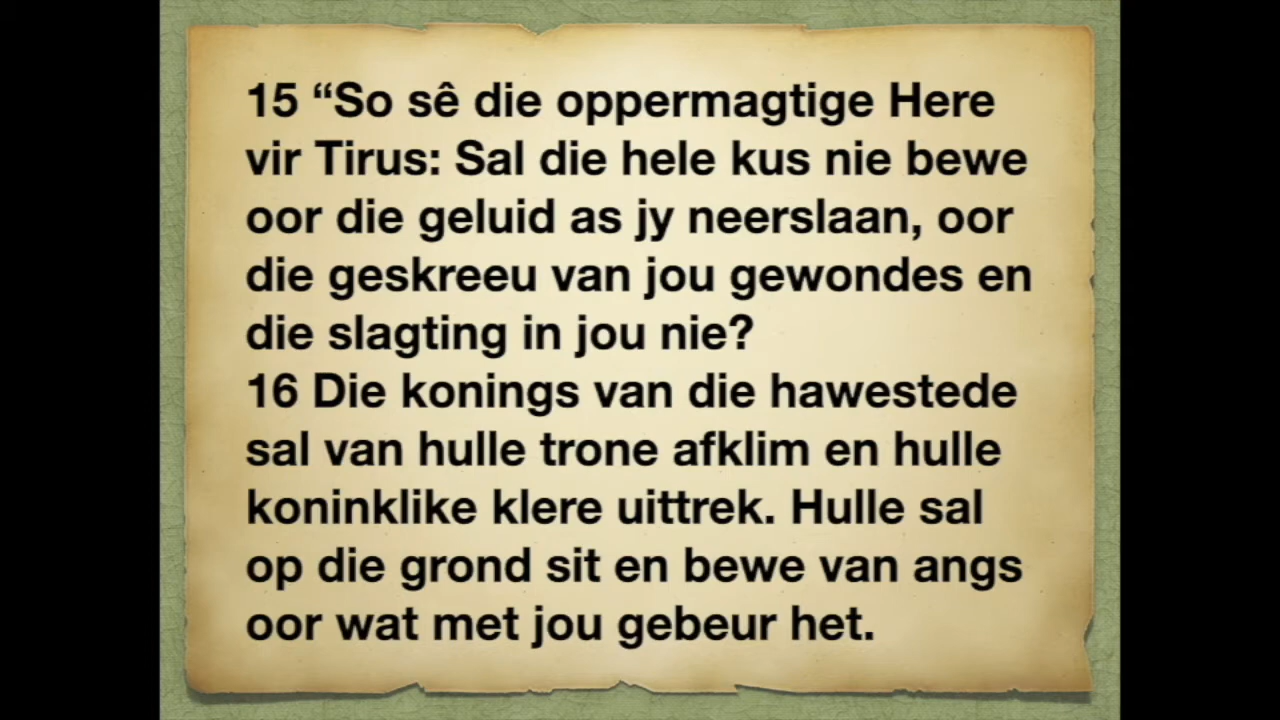 15 “So sê die oppermagtige Here
vir Tirus: Sal die hele kus nie bewe
oor die geluid as jy neerslaan, oor
die geskreeu van jou gewondes en
die slagting in jou nie?
16 Die konings van die hawestede
sal van hulle trone afklim en hulle
koninklike klere uittrek. Hulle sal
op die grond sit en bewe van angs
oor wat met jou gebeur het.